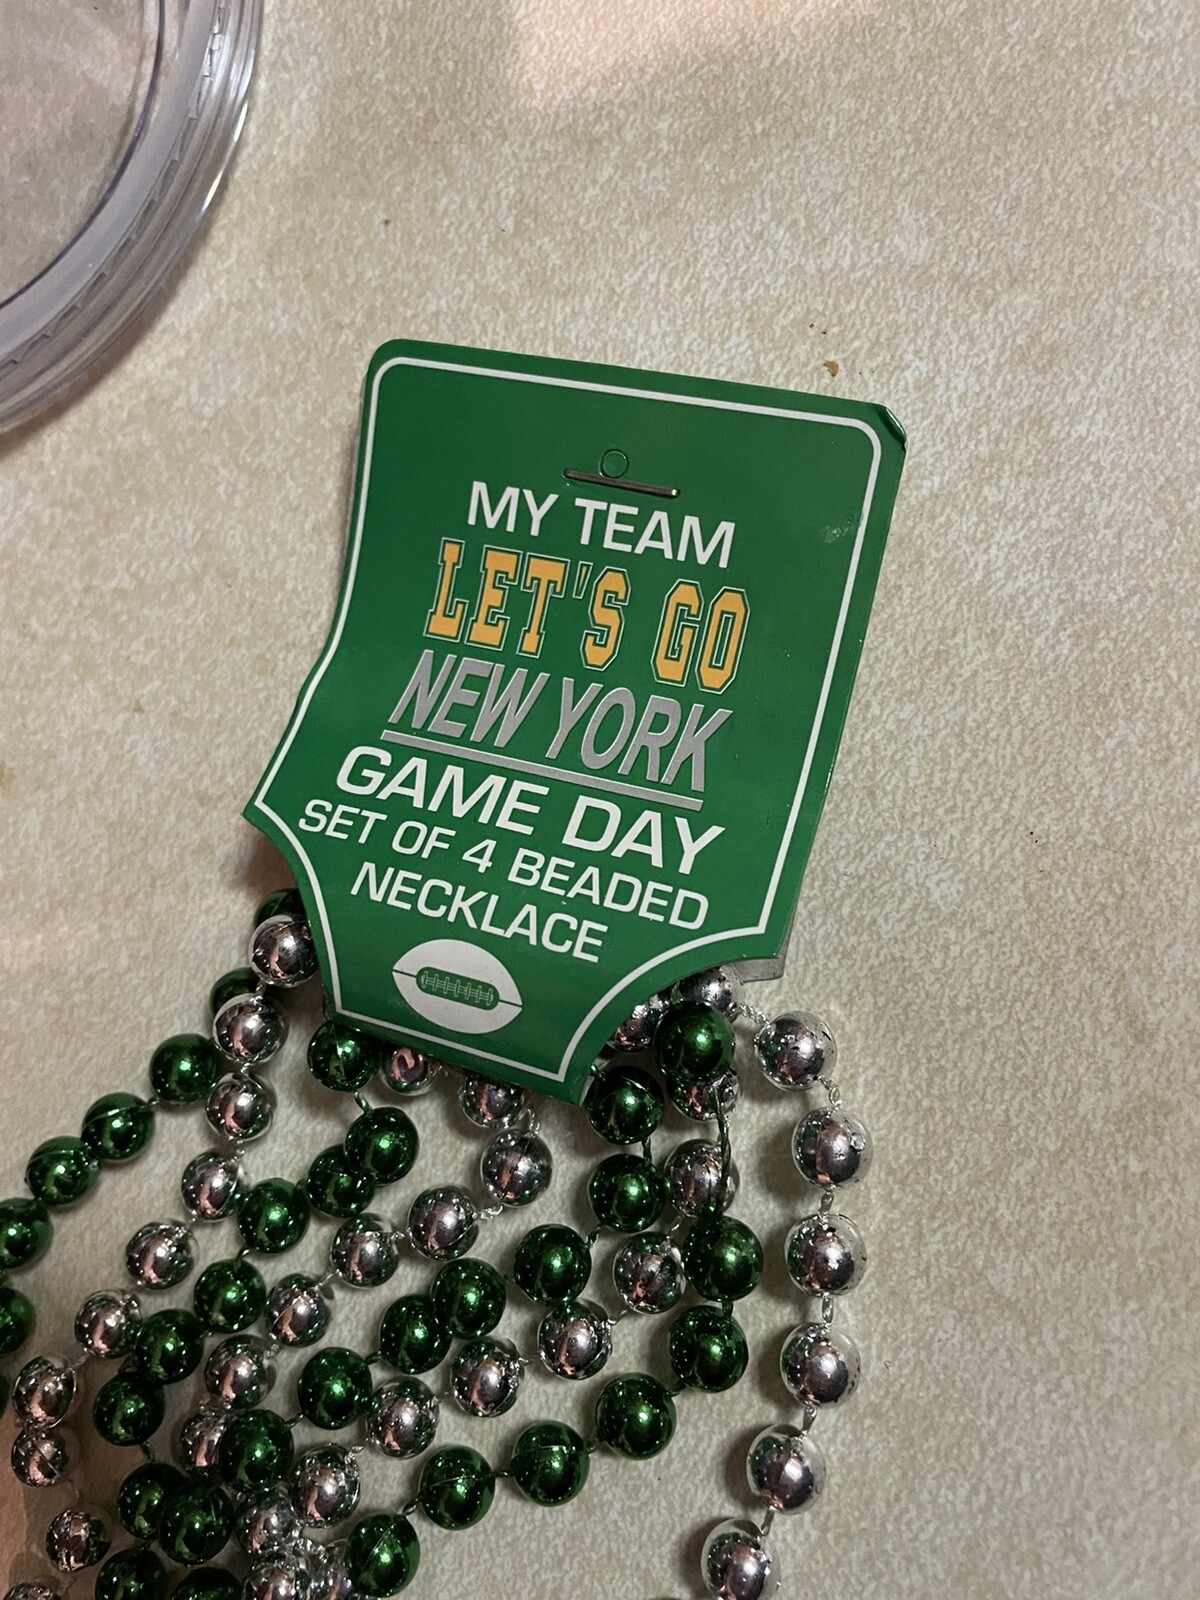 MY TEAM
LET'S GO
NEW YORK
GAME DAY
SET OF 4 BEADED
NECKLACE